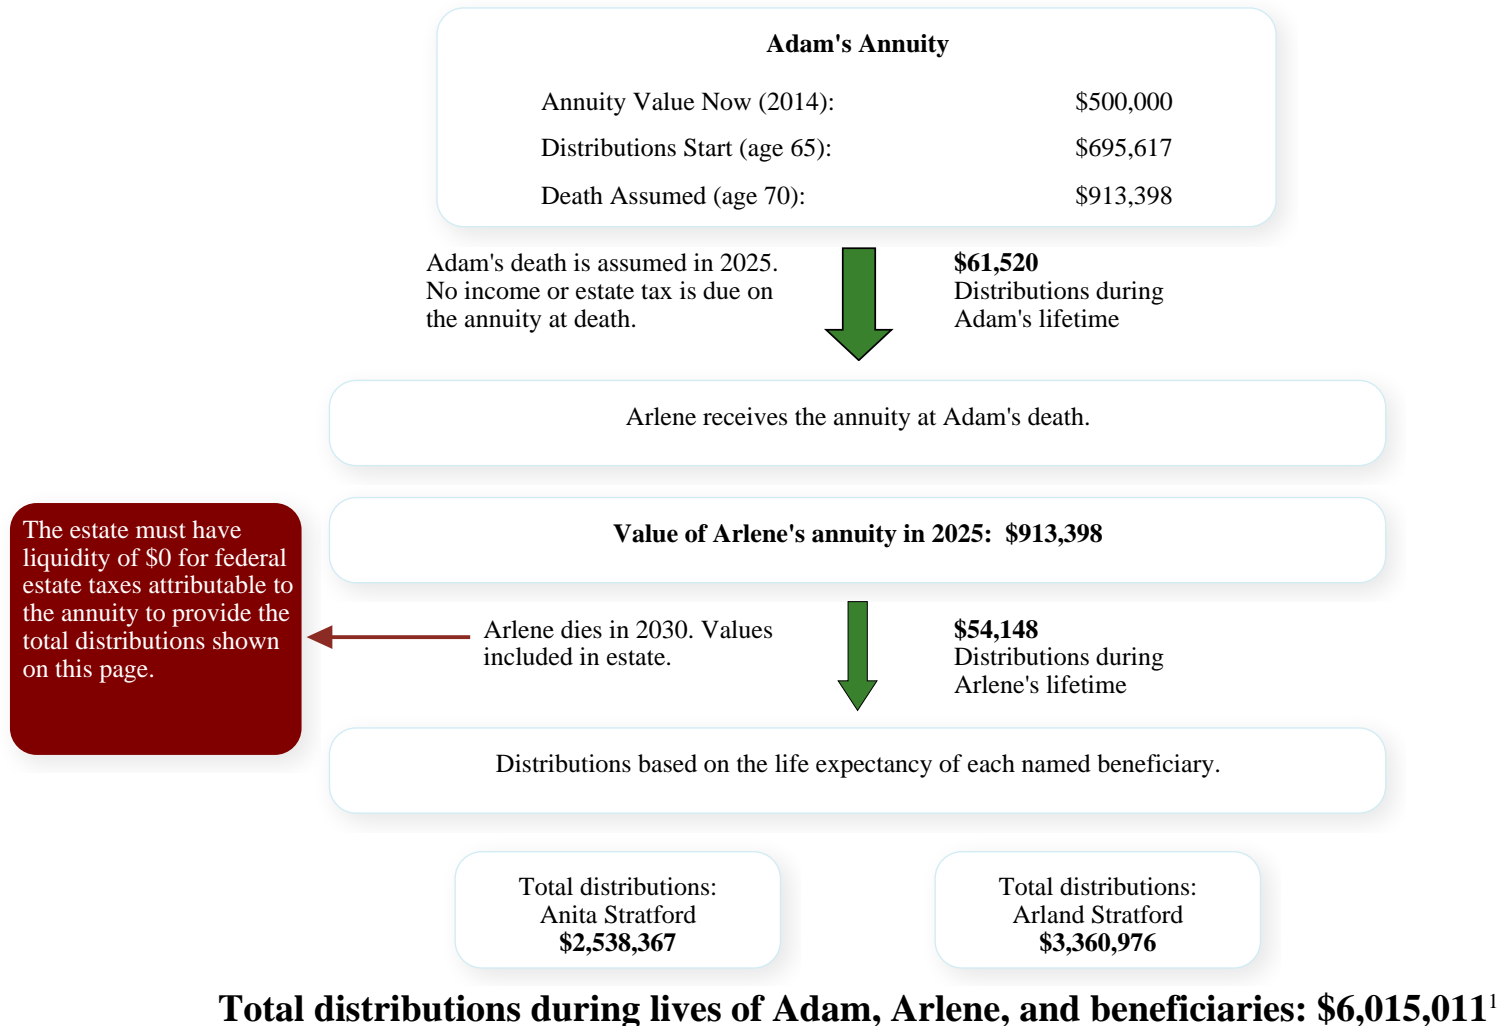 Adam's Annuity
Annuity Value Now (2014): $500,000
Distributions Start (age 65): $695,617
Death Assumed (age 70): $913,398
Adam's death is assumed in 2025.
No income or estate tax is due on
the annuity at death.
$61,520
Distributions during
Adam's lifetime
Arlene receives the annuity at Adam's death.
Value of Arlene's annuity in 2025: $913,398
The estate must have
liquidity of $0 for federal
estate taxes attributable to
the annuity to provide the
total distributions shown
on this page.
Arlene dies in 2030. Values
included in estate.
$54,148
Distributions during
Arlene's lifetime
Distributions based on the life expectancy of each named beneficiary.
Total distributions:
Anita Stratford
$2,538,367
Total distributions:
Arland Stratford
$3,360,976
Total distributions during lives of Adam, Arlene, and beneficiaries: $6,015,011¹